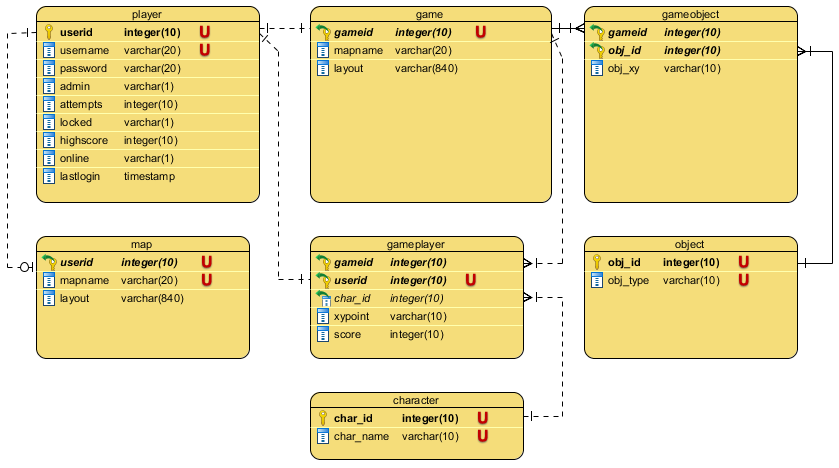 player
userid integer(10) U
username varchar(20) U
password varchar(20)
admin varchar(1)
attempts integer(10)
locked varchar(1)
highscore integer(10)
online varchar(1)
lastlogin timestamp
game
gameid integer(10) U
mapname varchar(20)
layout varchar(840)
gameobject
gameid integer(10)
obj_id integer(10)
obj_xy varchar(10)
map
userid integer(10) U
mapname varchar(20) U
layout varchar(840)
gameplayer
gameid integer(10)
userid integer(10) U
char_id integer(10)
xypoint varchar(10)
score integer(10)
object
obj_id integer(10) U
obj_type varchar(10) U
character
char_id integer(10) U
char_name varchar(10) U